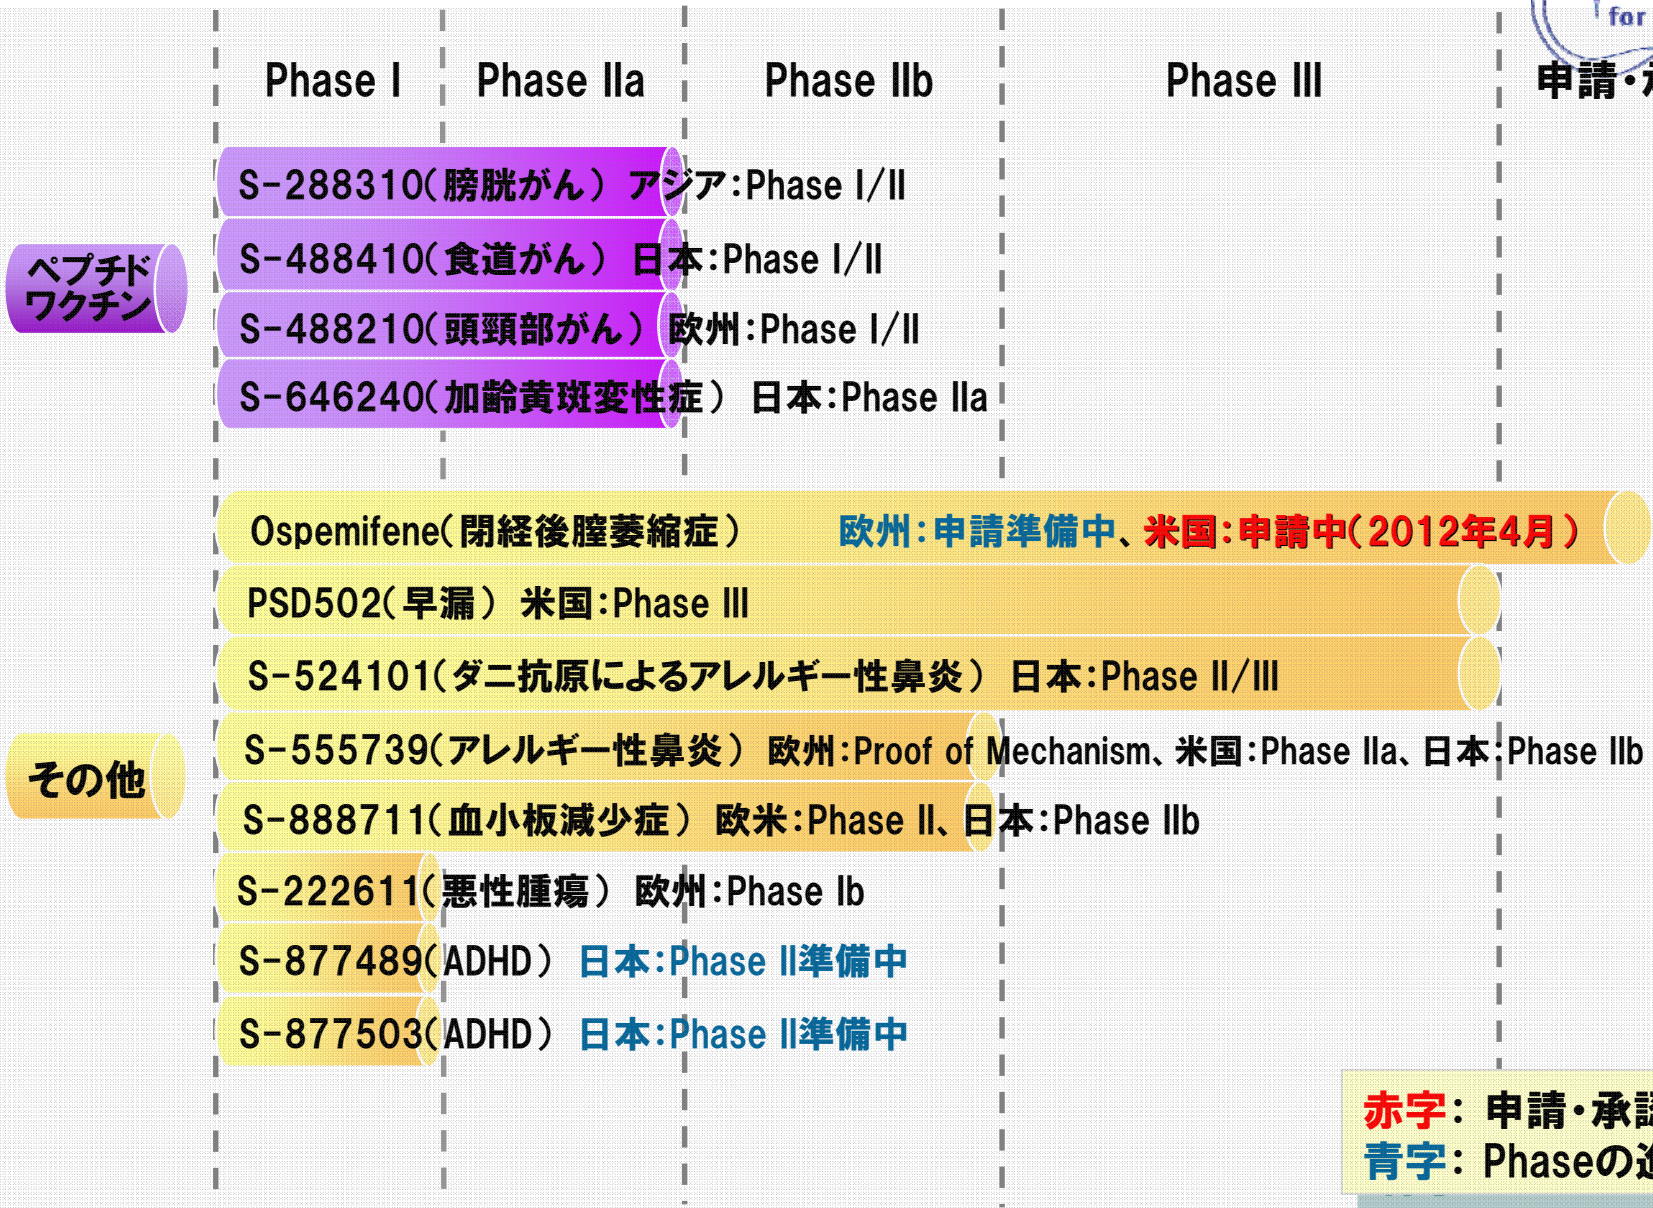 for
Phase I Phase IIa Phase IIb Phase III 申請・
S-288310(膀胱がん) アジア:Phase I/II
S-488410(食道がん) 日本:Phase I/II
ペプチド
ワクチン
S-488210(頭頸部がん) 欧州:Phase I/II
S-646240(加齢黄斑変性症) 日本:Phase IIa
Ospemifene(閉経後膣萎縮症) 欧州:申請準備中、米国:申請中(2012年4月)
PSD502(早漏) 米国:Phase III
S-524101(ダニ抗原によるアレルギー性鼻炎) 日本:Phase II/III
S-555739(アレルギー性鼻炎) 欧州:Proof of Mechanism、米国:Phase IIa、日本:Phase IIb
その他
S-888711(血小板減少症) 欧米:Phase II、日本:Phase IIb
S-222611(悪性腫瘍) 欧州:Phase Ib
S-877489(ADHD) 日本:Phase II準備中
S-877503(ADHD) 日本:Phase II準備中
赤字: 申請・承認
青字: Phaseの進